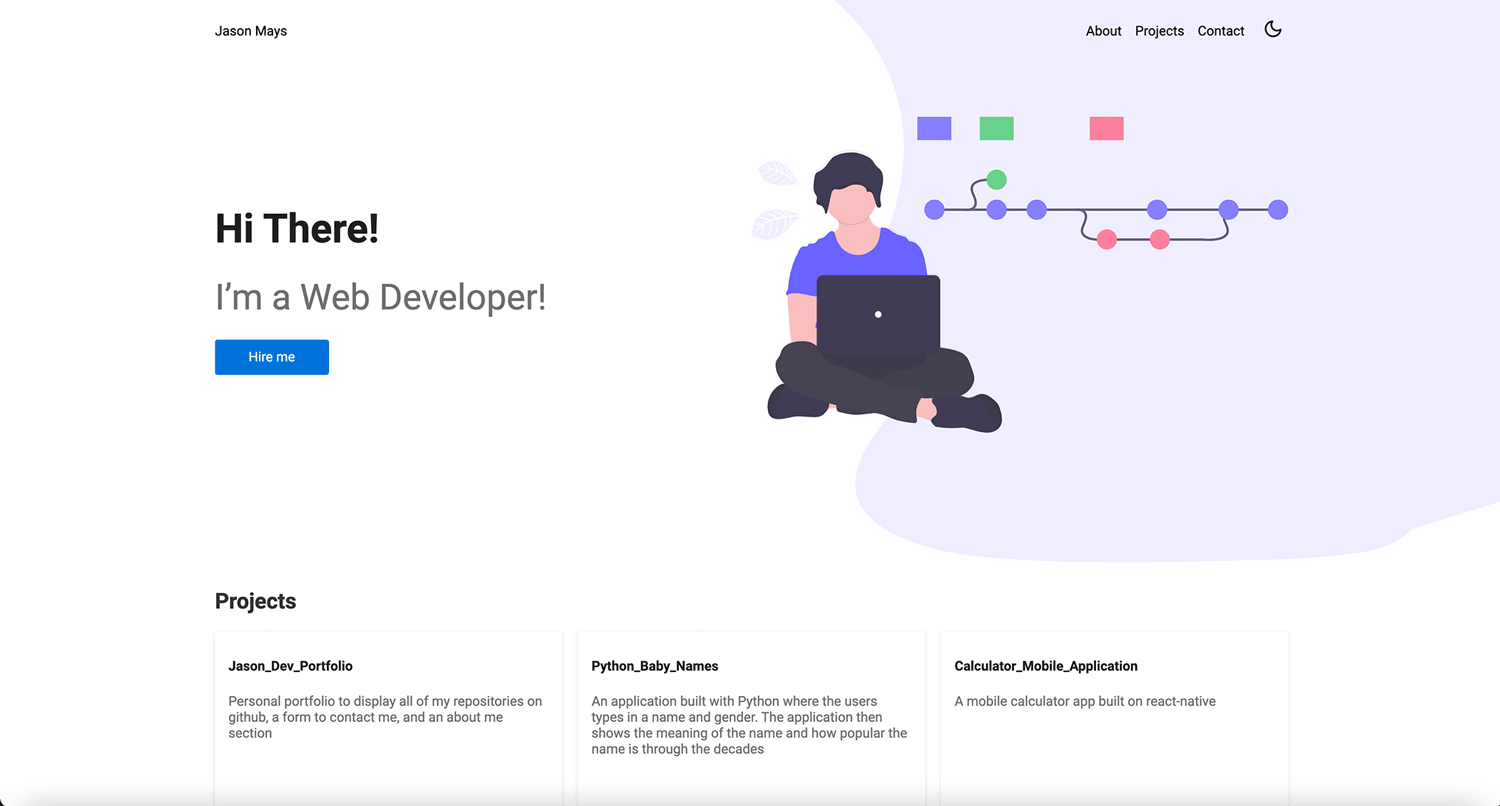 Jason Mays
About Projects Contact
Hi There!
I’m a Web Developer!
Hire me
Projects
Jason_Dev_Portfolio
Personal portfolio to display all of my repositories on
github, a form to contact me, and an about me
section
Python_Baby_Names
An application built with Python where the users
types in a name and gender. The application then
shows the meaning of the name and how popular the
name is through the decades
Calculator_Mobile_Application
A mobile calculator app built on react-native